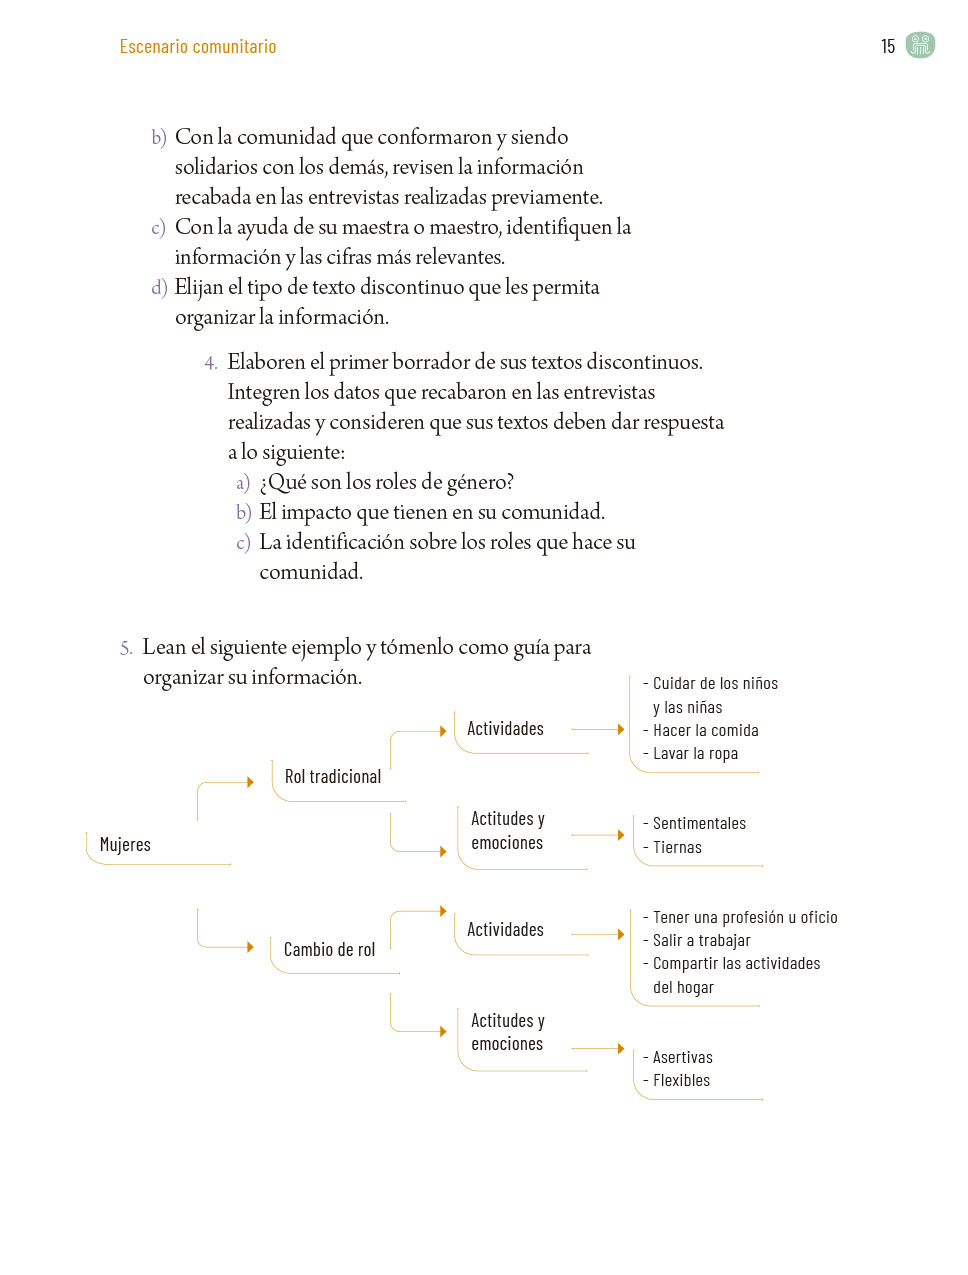 Escenario comunitario
15
b) Con la comunidad que conformaron y siendo
solidarios con los demás, revisen la información
recabada en las entrevistas realizadas previamente.
c) Con la ayuda de su maestra o maestro, identifiquen la
información y las cifras más relevantes.
d) Elijan el tipo de texto discontinuo que les permita
organizar la información.
4. Elaboren el primer borrador de sus textos discontinuos.
Integren los datos que recabaron en las entrevistas
realizadas y consideren que sus textos deben dar respuesta
a lo siguiente:
a) ¿Qué son los roles de género?
b) El impacto que tienen en su comunidad.
c) La identificación sobre los roles que hace su
comunidad.
5. Lean el siguiente ejemplo y tómenlo como guía para
organizar su información.
Mujeres
Rol tradicional
Actividades
- Cuidar de los niños
y las niñas
- Hacer la comida
- Lavar la ropa
Actitudes y
emociones
- Sentimentales
- Tiernas
Cambio de rol
Actividades
- Tener una profesión u oficio
- Salir a trabajar
- Compartir las actividades
del hogar
Actitudes y
emociones
- Asertivas
- Flexibles